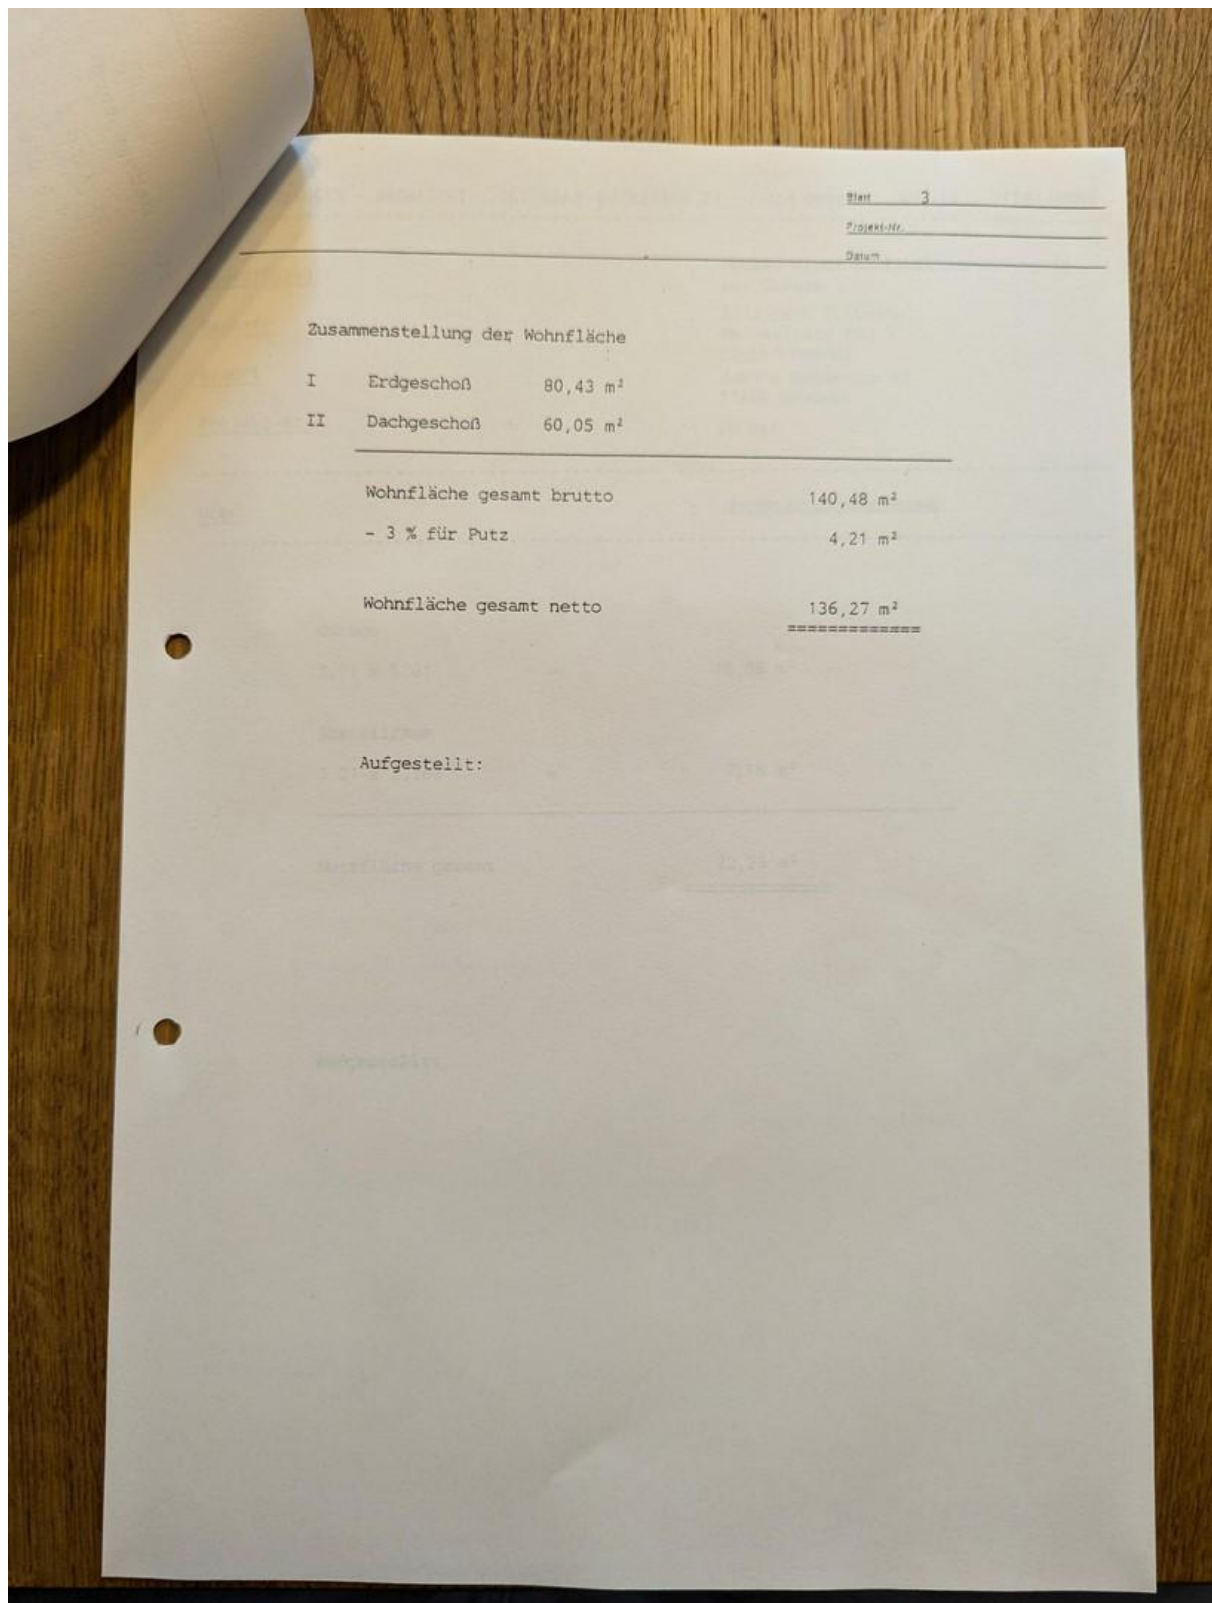 Blatt 3
Projekt-Nr.
Datum
Zusammenstellung der Wohnfläche
I Erdgeschoß 80,43 m²
II Dachgeschoß 60,05 m²
Wohnfläche gesamt brutto 140,48 m²
- 3 % für Putz 4,21 m²
Wohnfläche gesamt netto 136,27 m²
=============
Aufgestellt: